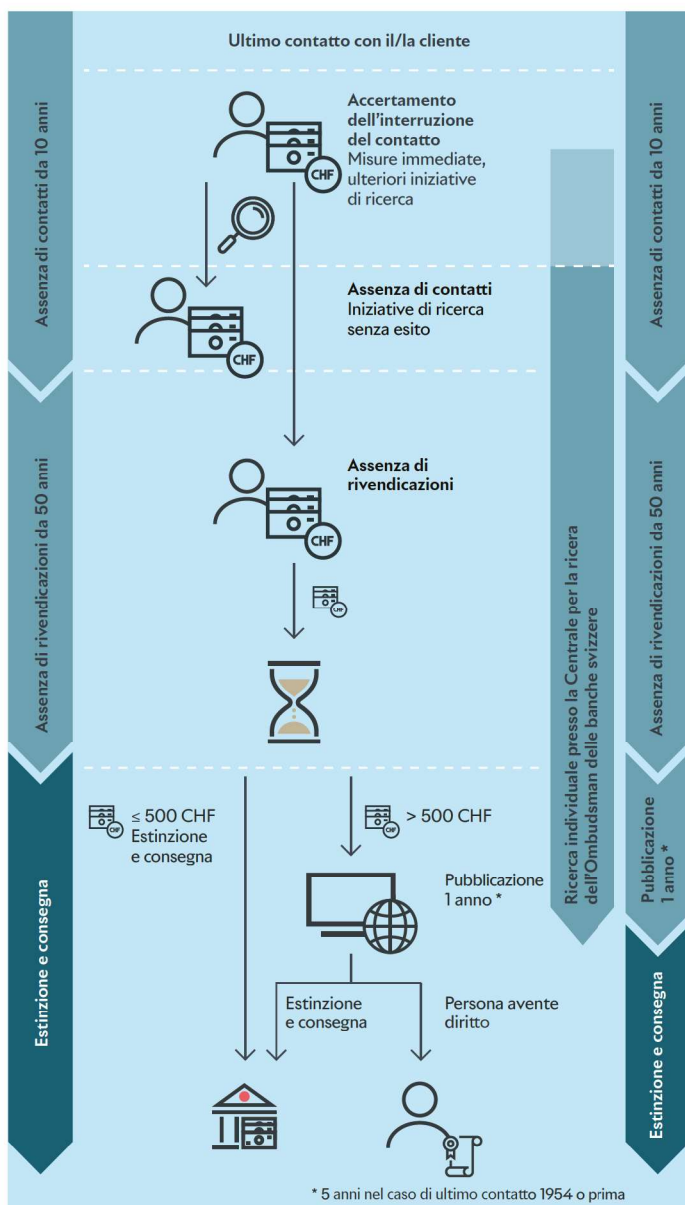 Ultimo contatto con il/la cliente
Assenza di contatti da 10 anni
Assenza di rivendicazioni da 50 anni
Estinzione e consegna
Accertamento
dell'interruzione
del contatto
Misure immediate,
ulteriori iniziative
di ricerca
CHF
Assenza di contatti
Iniziative di ricerca
senza esito
CHF
Assenza di
rivendicazioni
CHF
CHF
≤ 500 CHF
Estinzione
e consegna
CHF
> 500 CHF
CHF
Pubblicazione
1 anno *
Estinzione
e consegna
Persona avente
diritto
Ricerca individuale presso la Centrale per la ricera
dell'Ombudsman delle banche svizzere
Assenza di contatti da 10 anni
Assenza di rivendicazioni da 50 anni
Pubblicazione
1 anno *
Estinzione e consegna
* 5 anni nel caso di ultimo contatto 1954 o prima